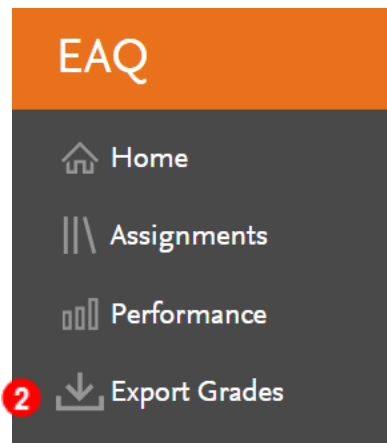 EAQ
Home
Assignments
Performance
2 Export Grades